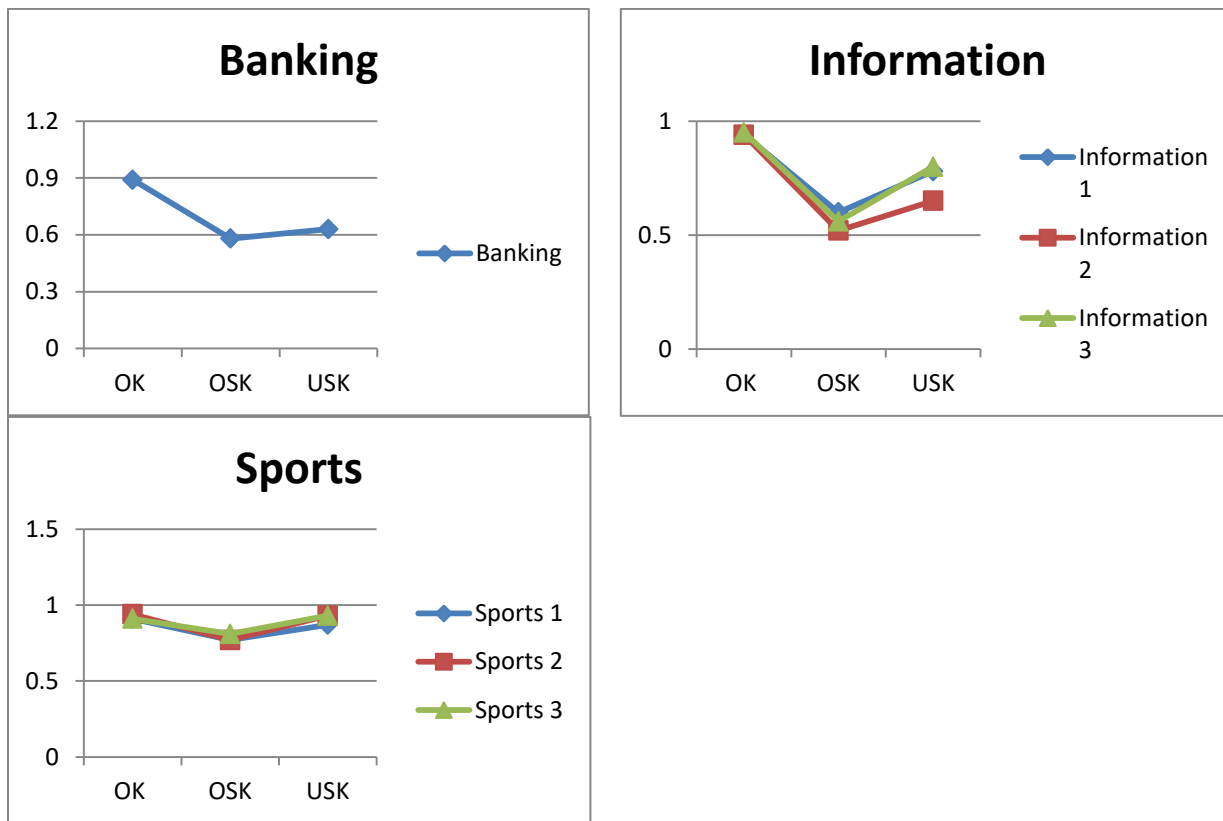 Banking
1.2
0.9
0.6
0.3
0
OK OSK USK
Banking
Information
1
0.5
0
OK OSK USK
Information
1
Information
2
Information
3
Sports
1.5
1
0.5
0
OK OSK USK
Sports 1
Sports 2
Sports 3